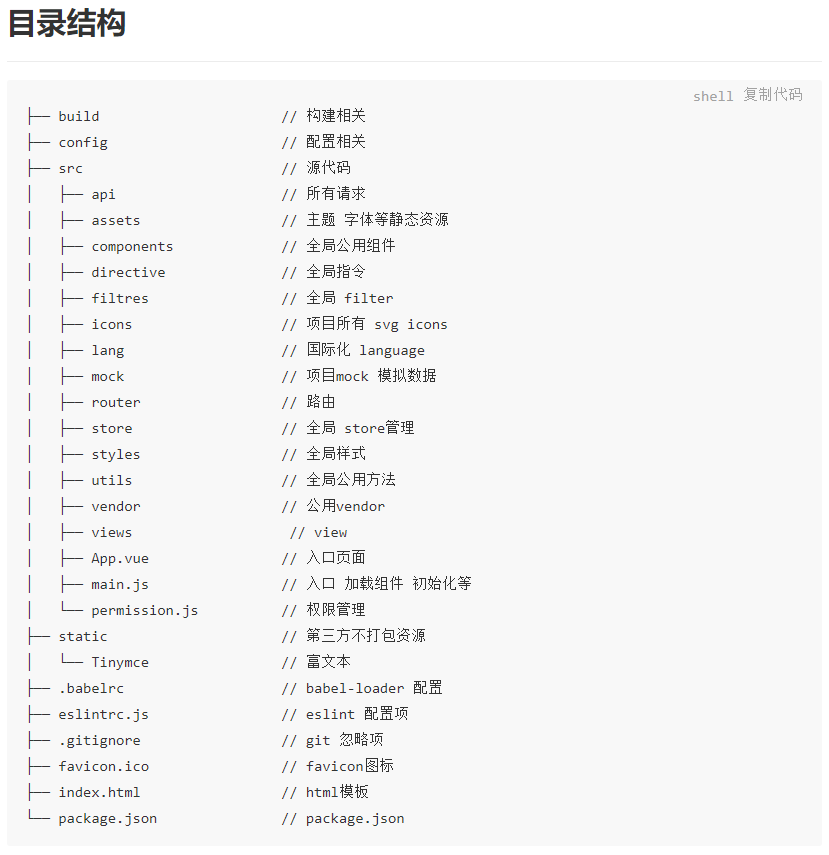 目录结构
shell 复制代码
├── build                      // 构建相关
├── config                     // 配置相关
├── src                        // 源代码
│   ├── api                    // 所有请求
│   ├── assets                 // 主题 字体等静态资源
│   ├── components             // 全局公用组件
│   ├── directive              // 全局指令
│   ├── filtres                // 全局 filter
│   ├── icons                  // 项目所有 svg icons
│   ├── lang                   // 国际化 language
│   ├── mock                   // 项目mock 模拟数据
│   ├── router                 // 路由
│   ├── store                  // 全局 store管理
│   ├── styles                 // 全局样式
│   ├── utils                  // 全局公用方法
│   ├── vendor                 // 公用vendor
│   ├── views                   // view
│   ├── App.vue                // 入口页面
│   ├── main.js                // 入口 加载组件 初始化等
│   └── permission.js          // 权限管理
├── static                     // 第三方不打包资源
│   └── Tinymce                // 富文本
├── .babelrc                   // babel-loader 配置
├── eslintrc.js                // eslint 配置项
├── .gitignore                 // git 忽略项
├── favicon.ico                // favicon图标
├── index.html                 // html模板
└── package.json               // package.json